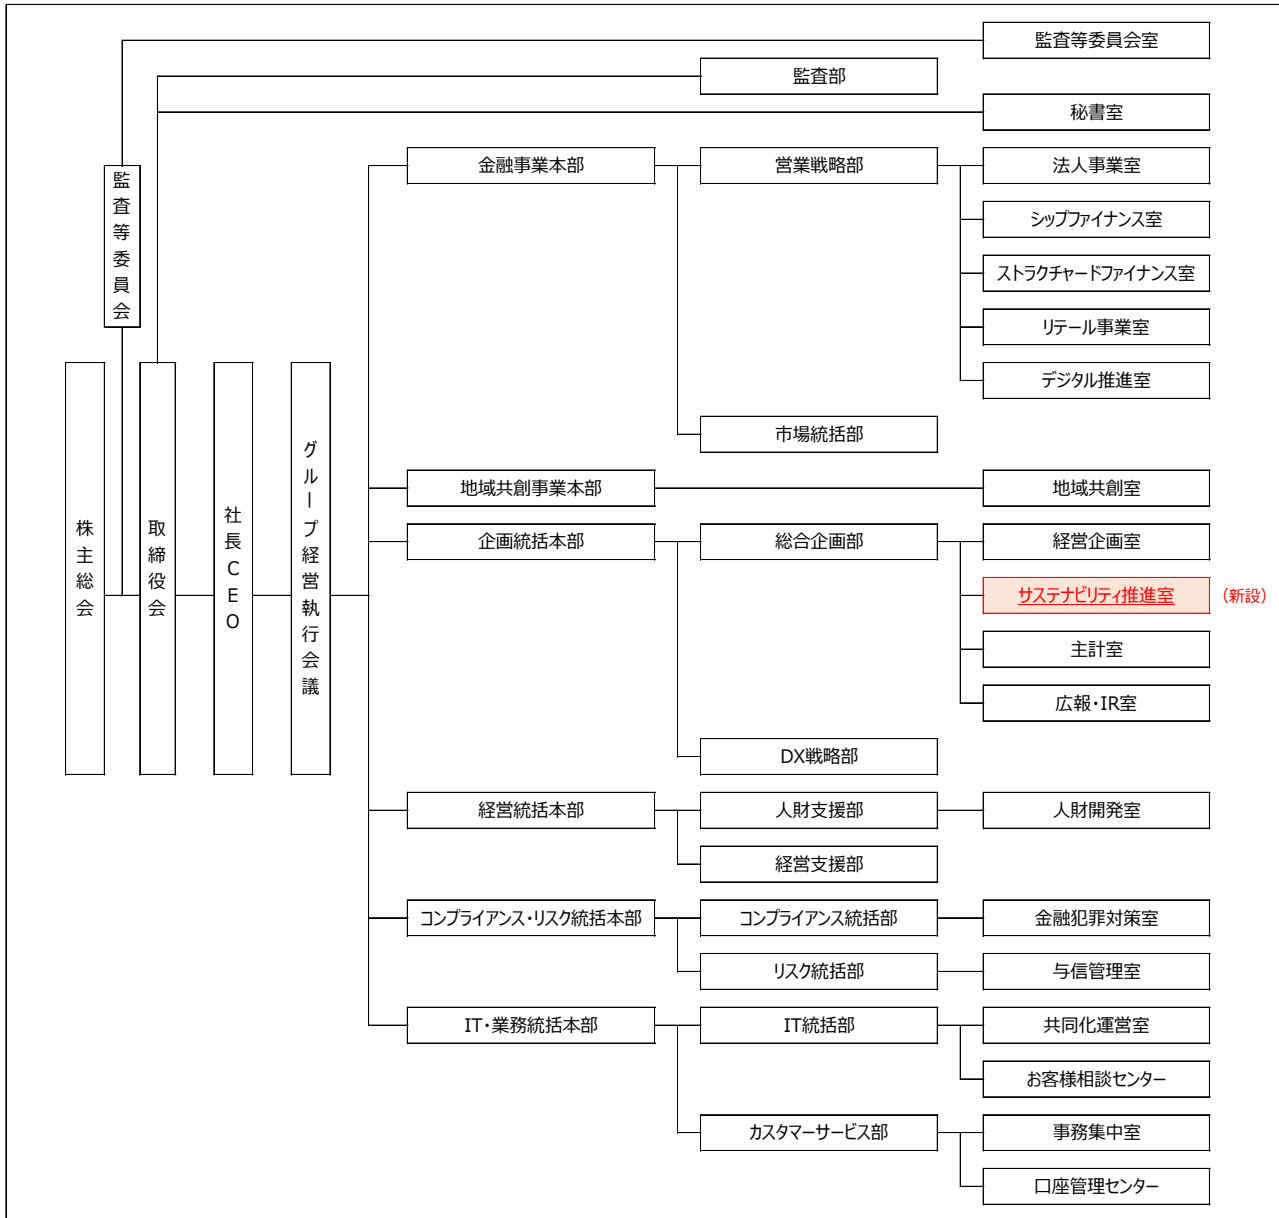 監査等委員会室
監査部
秘書室
監査等委員会
金融事業本部
営業戦略部
法人事業室
シップファイナンス室
ストラクチャードファイナンス室
リテール事業室
デジタル推進室
市場統括部
株主総会
取締役会
社長CEO
グループ経営執行会議
地域共創事業本部
地域共創室
企画統括本部
総合企画部
経営企画室
サステナビリティ推進室
(新設)
主計室
広報・IR室
DX戦略部
経営統括本部
人財支援部
人財開発室
経営支援部
コンプライアンス・リスク統括本部
コンプライアンス統括部
金融犯罪対策室
リスク統括部
与信管理室
IT・業務統括本部
IT統括部
共同化運営室
お客様相談センター
カスタマーサービス部
事務集中室
口座管理センター